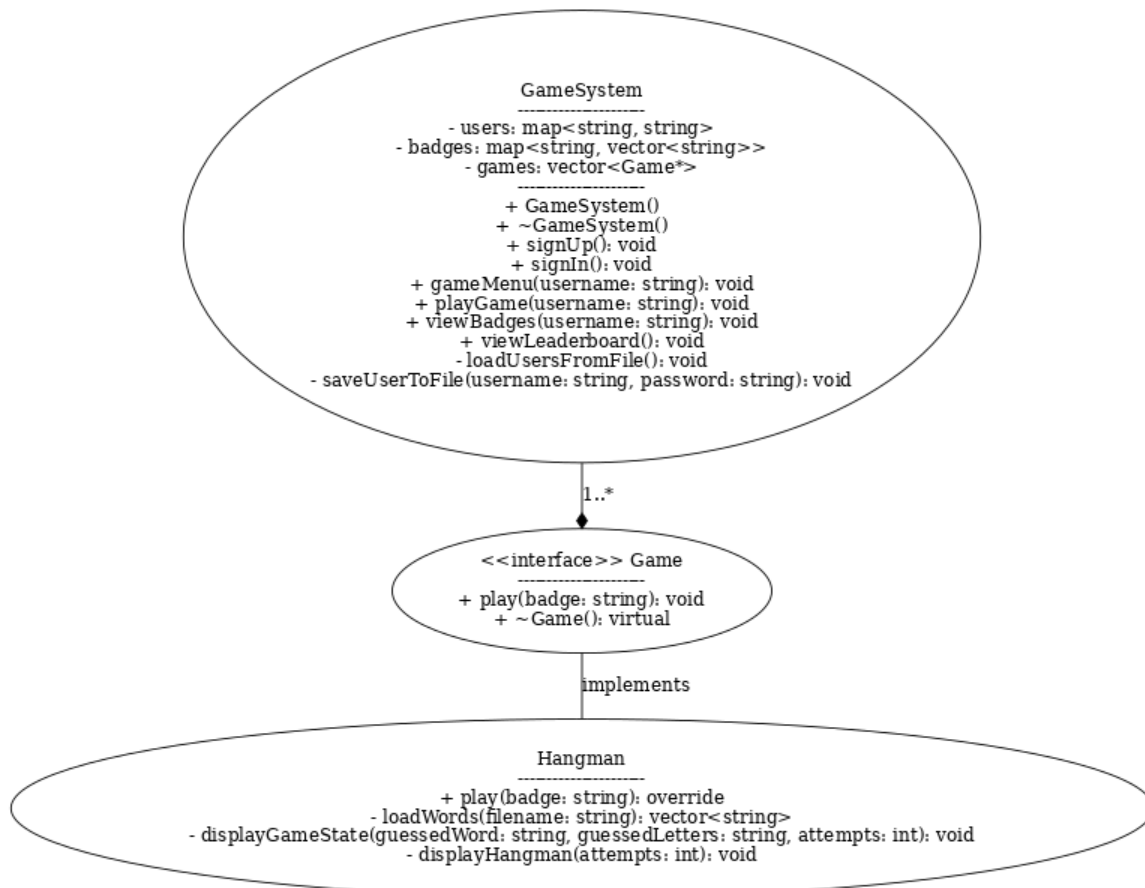 GameSystem
----------------------
- users: map<string, string>
- badges: map<string, vector<string>>
- games: vector<Game*>
----------------------
+ GameSystem()
+ ~GameSystem()
+ signUp(): void
+ signIn(): void
+ gameMenu(username: string): void
+ playGame(username: string): void
+ viewBadges(username: string): void
+ viewLeaderboard(): void
- loadUsersFromFile(): void
- saveUserToFile(username: string, password: string): void
1..*
<<interface>> Game
----------------------
+ play(badge: string): void
+ ~Game(): virtual
implements
Hangman
----------------------
+ play(badge: string): override
- loadWords(filename: string): vector<string>
- displayGameState(guessedWord: string, guessedLetters: string, attempts: int): void
- displayHangman(attempts: int): void